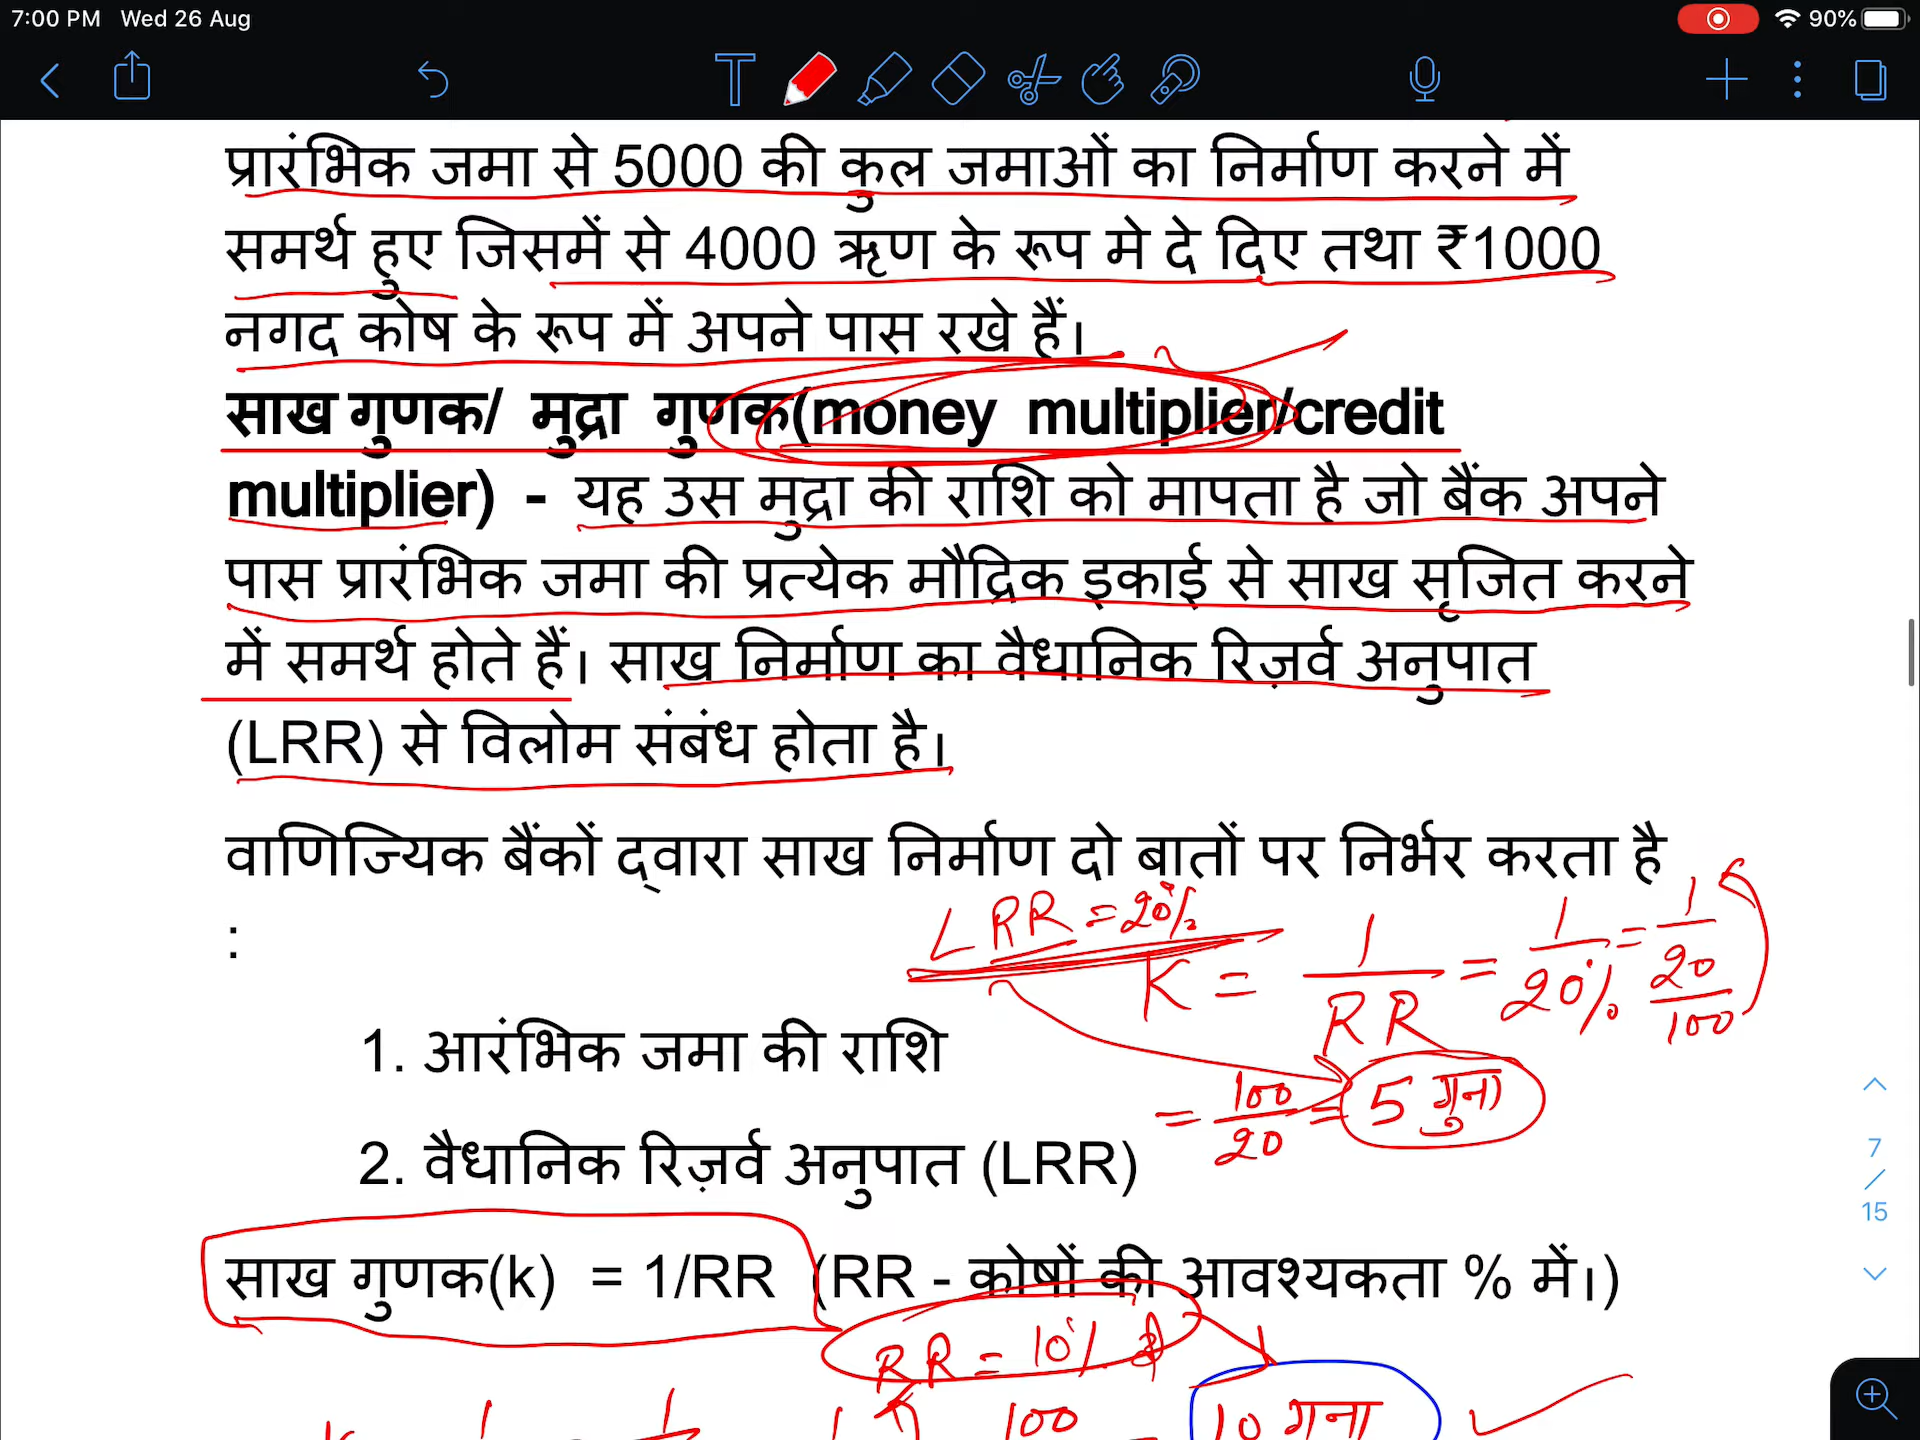 7:00 PM Wed 26 Aug
90%
प्रारंभिक जमा से 5000 की कुल जमाओं का निर्माण करने में
समर्थ हुए जिसमें से 4000 ऋण के रूप मे दे दिए तथा ₹1000
नगद कोष के रूप में अपने पास रखे हैं।
साख गुणक/ मुद्रा गुणक(money multiplier/credit
multiplier) - यह उस मुद्रा की राशि को मापता है जो बैंक अपने
पास प्रारंभिक जमा की प्रत्येक मौद्रिक इकाई से साख सृजित करने
में समर्थ होते हैं। साख निर्माण का वैधानिक रिज़र्व अनुपात
(LRR) से विलोम संबंध होता है।
वाणिज्यिक बैंकों द्वारा साख निर्माण दो बातों पर निर्भर करता है
:
LRR = 20%
K = 1/RR = 1/20% = 1/20/100
= 100/20 = 5 गुना
1. आरंभिक जमा की राशि
2. वैधानिक रिज़र्व अनुपात (LRR)
साख गुणक(k) = 1/RR (RR - कोषों की आवश्यकता % में।)
RR = 10%
100
10 गुना
7
/
15